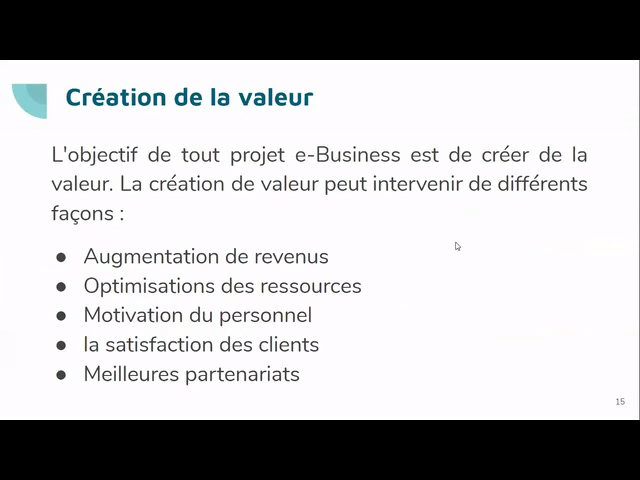 Création de la valeur
L'objectif de tout projet e-Business est de créer de la
valeur. La création de valeur peut intervenir de différents
façons :
● Augmentation de revenus
● Optimisations des ressources
● Motivation du personnel
● la satisfaction des clients
● Meilleures partenariats
15